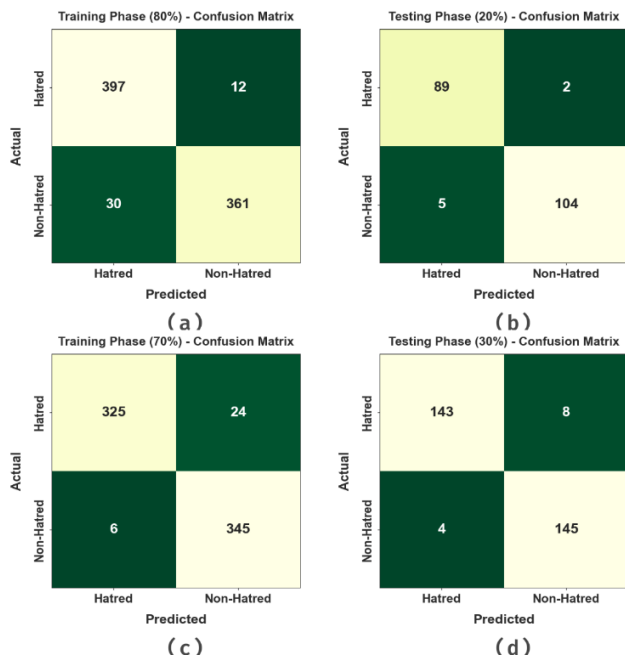 Training Phase (80%) - Confusion Matrix
Hatred
397 12
Actual
Non-Hatred
30 361
Hatred Non-Hatred
Predicted
(a)
Testing Phase (20%) - Confusion Matrix
Hatred
89 2
Actual
Non-Hatred
5 104
Hatred Non-Hatred
Predicted
(b)
Training Phase (70%) - Confusion Matrix
Hatred
325 24
Actual
Non-Hatred
6 345
Hatred Non-Hatred
Predicted
(c)
Testing Phase (30%) - Confusion Matrix
Hatred
143 8
Actual
Non-Hatred
4 145
Hatred Non-Hatred
Predicted
(d)